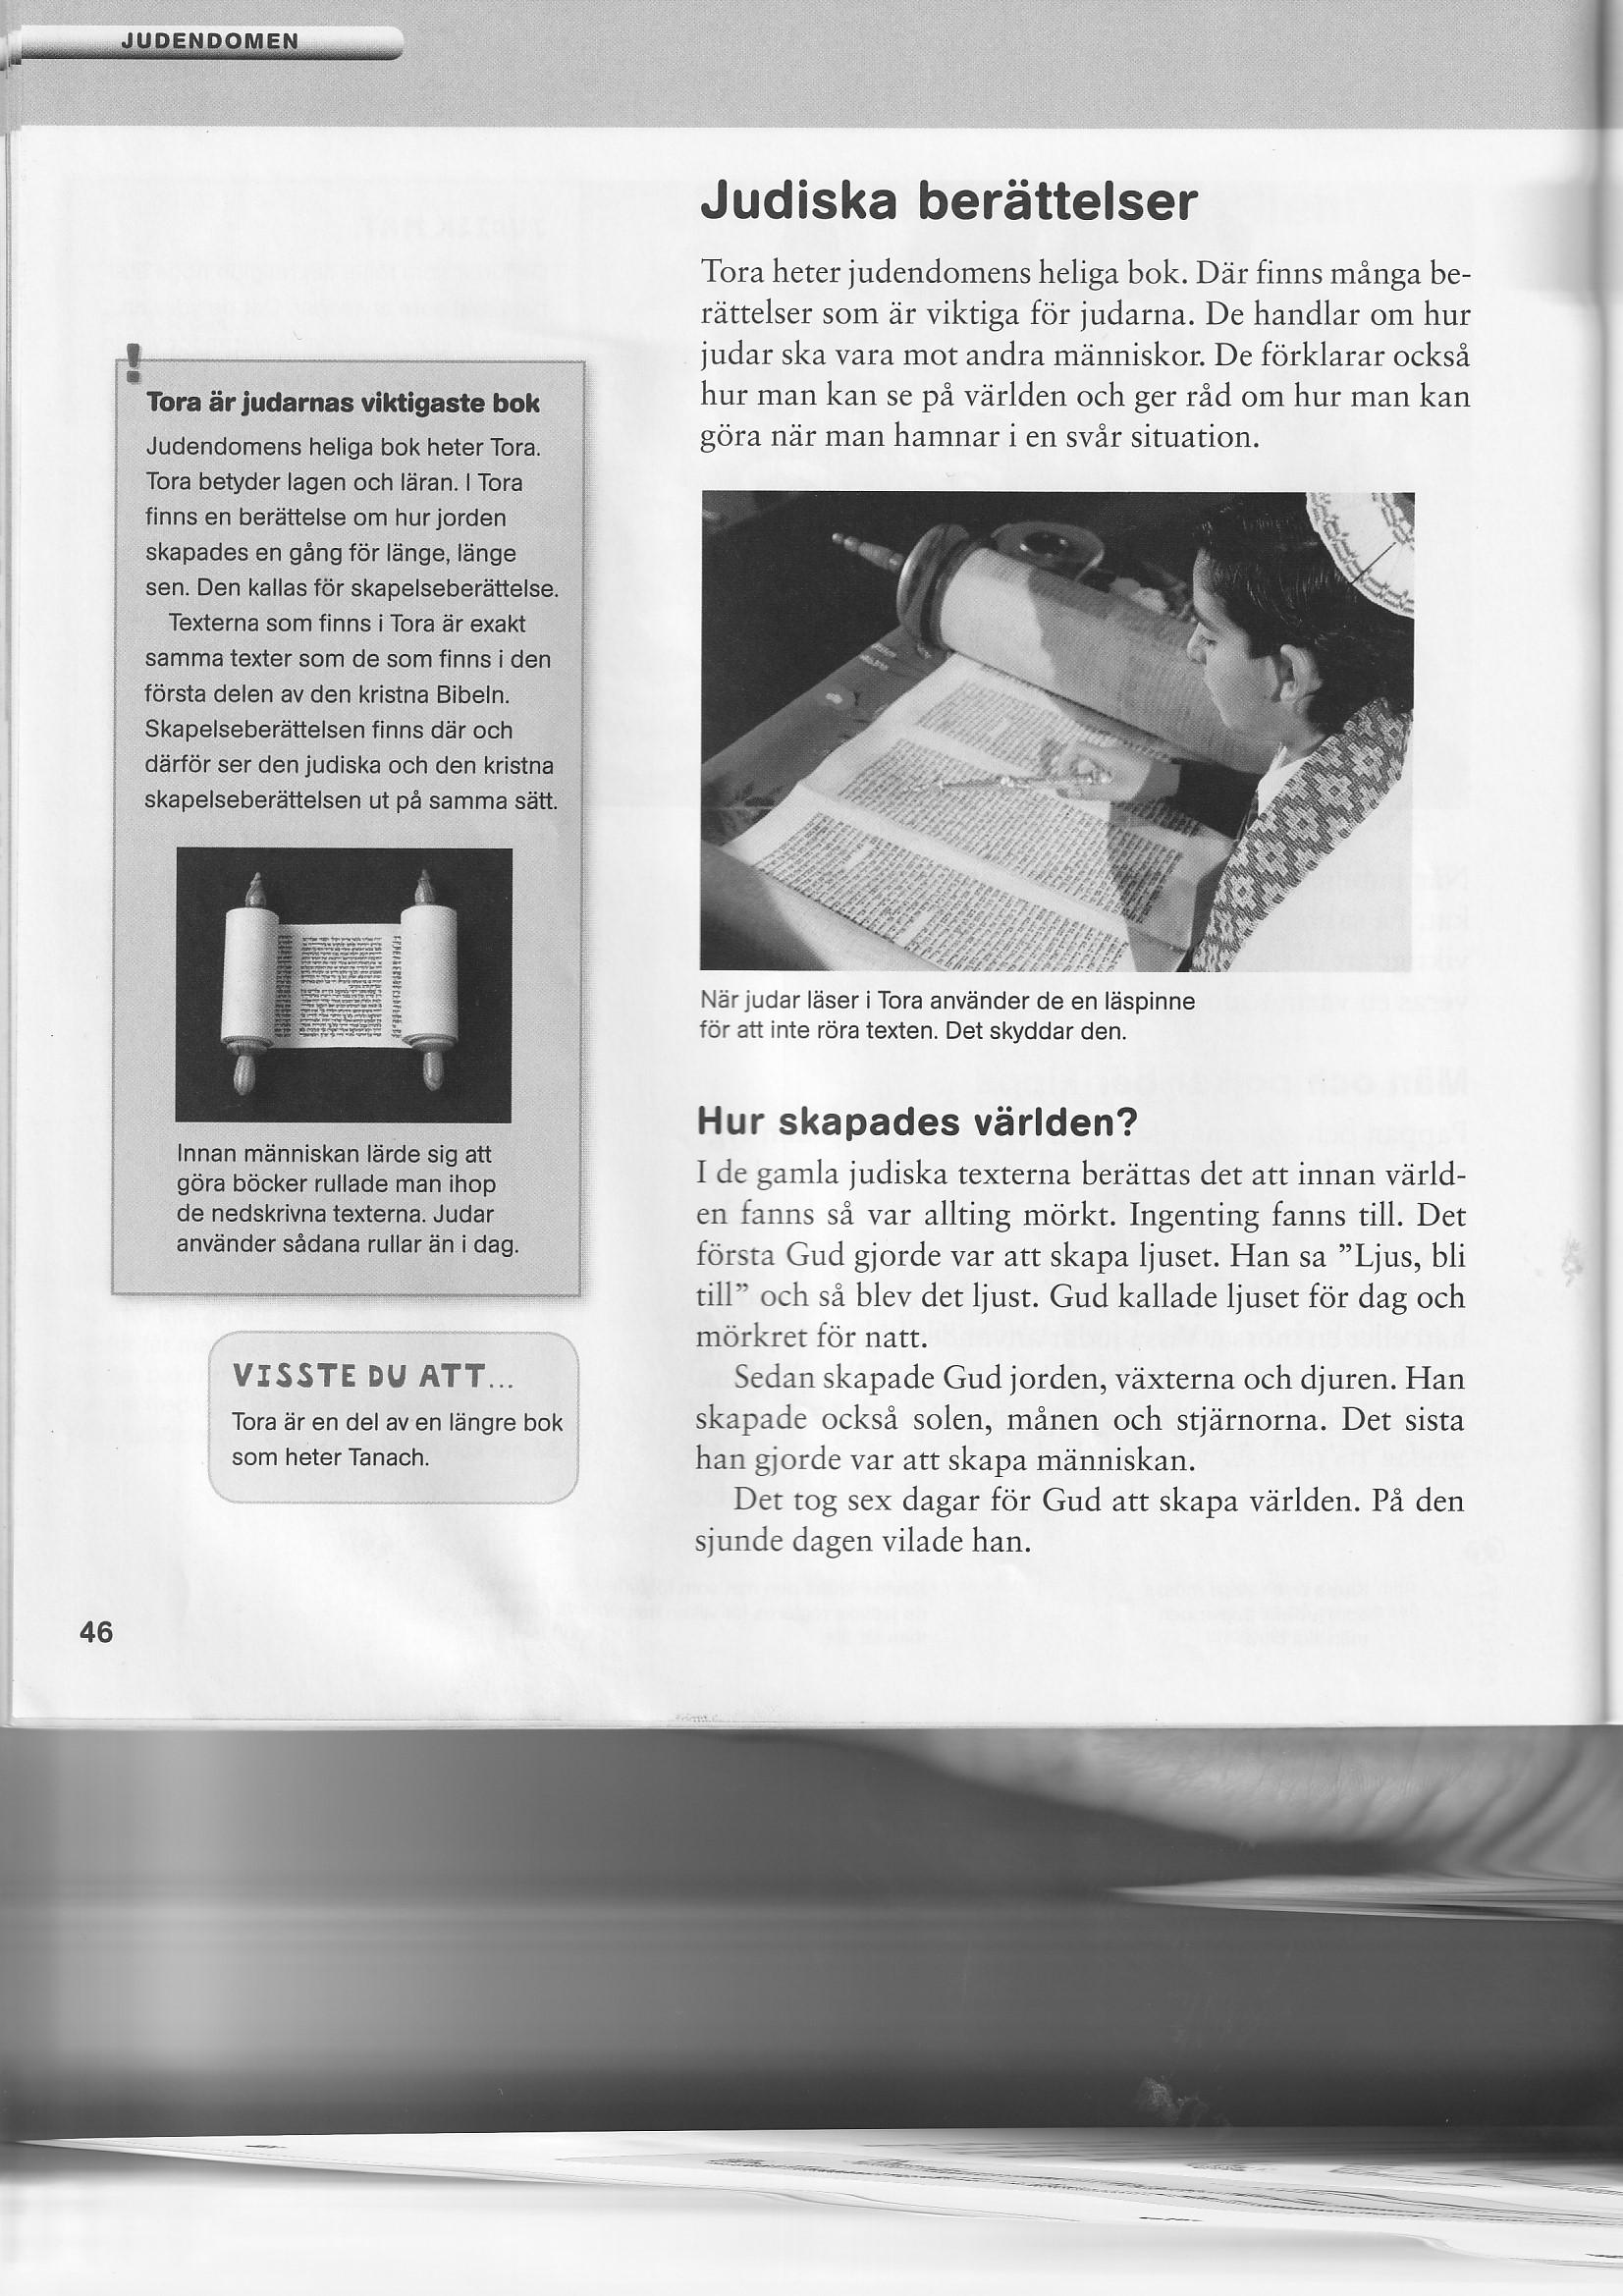 JUDENDOMEN
Judiska berättelser
Tora heter judendomens heliga bok. Där finns många be-
rättelser som är viktiga för judarna. De handlar om hur
judar ska vara mot andra människor. De förklarar också
hur man kan se på världen och ger råd om hur man kan
göra när man hamnar i en svår situation.
När judar läser i Tora använder de en läspinne
för att inte röra texten. Det skyddar den.
Hur skapades världen?
I de gamla judiska texterna berättas det att innan värld-
en fanns så var allting mörkt. Ingenting fanns till. Det
första Gud gjorde var att skapa ljuset. Han sa ”Ljus, bli
till” och så blev det ljust. Gud kallade ljuset för dag och
mörkret för natt.
Sedan skapade Gud jorden, växterna och djuren. Han
skapade också solen, månen och stjärnorna. Det sista
han gjorde var att skapa människan.
Det tog sex dagar för Gud att skapa världen. På den
sjunde dagen vilade han.
!
Tora är judarnas viktigaste bok
Judendomens heliga bok heter Tora.
Tora betyder lagen och läran. I Tora
finns en berättelse om hur jorden
skapades en gång för länge, länge
sen. Den kallas för skapelseberättelse.
Texterna som finns i Tora är exakt
samma texter som de som finns i den
första delen av den kristna Bibeln.
Skapelseberättelsen finns där och
därför ser den judiska och den kristna
skapelseberättelsen ut på samma sätt.
Innan människan lärde sig att
göra böcker rullade man ihop
de nedskrivna texterna. Judar
använder sådana rullar än i dag.
VISSTE DU ATT...
Tora är en del av en längre bok
som heter Tanach.
46